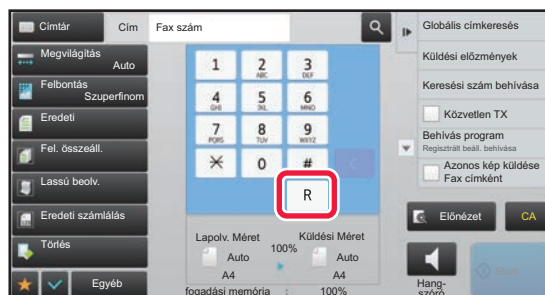 Címtár
Cím
Fax szám
Megvilágítás
Auto
Felbontás
Szuperfinom
Eredeti
Fel. összeáll.
Lassú beolv.
Eredeti számlálás
Törlés
Egyéb
1
2
ABC
3
DEF
4
GHI
5
JKL
6
MNO
7
PQRS
8
TUV
9
WXYZ
0
#
C
R
Lapolv. Méret
100%
Küldési Méret
Auto
Auto
A4
A4
fogadási memória : 100%
Globális címkeresés
Küldési előzmények
Keresési szám behívása
Közvetlen TX
Behívás program
Regisztrált beáll. behívása
Azonos kép küldése
Fax címként
Előnézet
CA
Hang-
szóró
Start